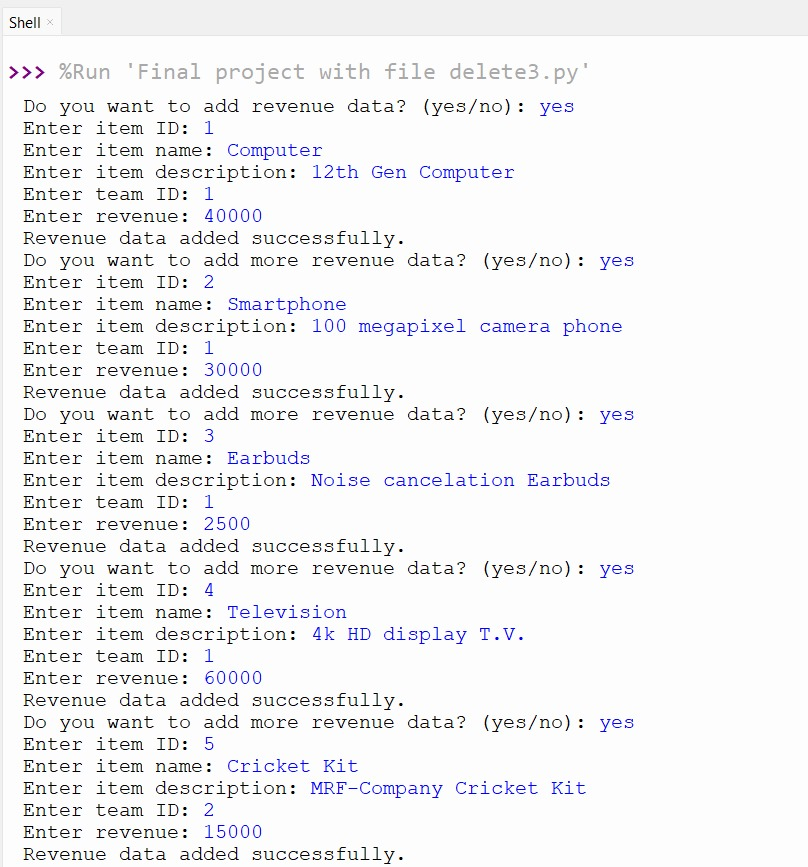 Shell ×
>>> %Run 'Final project with file delete3.py'
Do you want to add revenue data? (yes/no): yes
Enter item ID: 1
Enter item name: Computer
Enter item description: 12th Gen Computer
Enter team ID: 1
Enter revenue: 40000
Revenue data added successfully.
Do you want to add more revenue data? (yes/no): yes
Enter item ID: 2
Enter item name: Smartphone
Enter item description: 100 megapixel camera phone
Enter team ID: 1
Enter revenue: 30000
Revenue data added successfully.
Do you want to add more revenue data? (yes/no): yes
Enter item ID: 3
Enter item name: Earbuds
Enter item description: Noise cancelation Earbuds
Enter team ID: 1
Enter revenue: 2500
Revenue data added successfully.
Do you want to add more revenue data? (yes/no): yes
Enter item ID: 4
Enter item name: Television
Enter item description: 4k HD display T.V.
Enter team ID: 1
Enter revenue: 60000
Revenue data added successfully.
Do you want to add more revenue data? (yes/no): yes
Enter item ID: 5
Enter item name: Cricket Kit
Enter item description: MRF-Company Cricket Kit
Enter team ID: 2
Enter revenue: 15000
Revenue data added successfully.